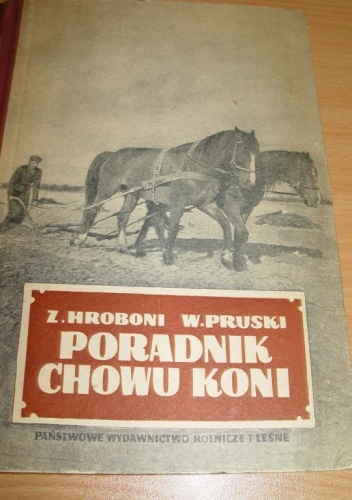 Z. HROBONI W. PRUSKI
PORADNIK
CHOWU KONI
PAŃSTWOWE WYDAWNICTWO ROLNICZE I LEŚNE